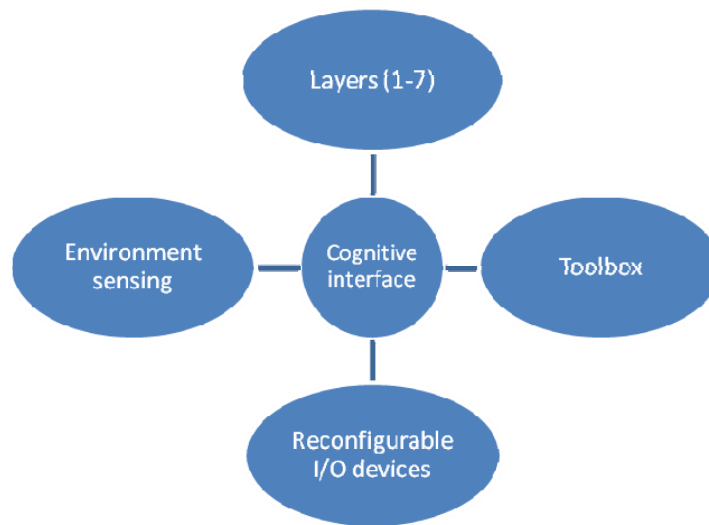 Layers (1-7)
Environment
sensing
Cognitive
interface
Toolbox
Reconfigurable
I/O devices